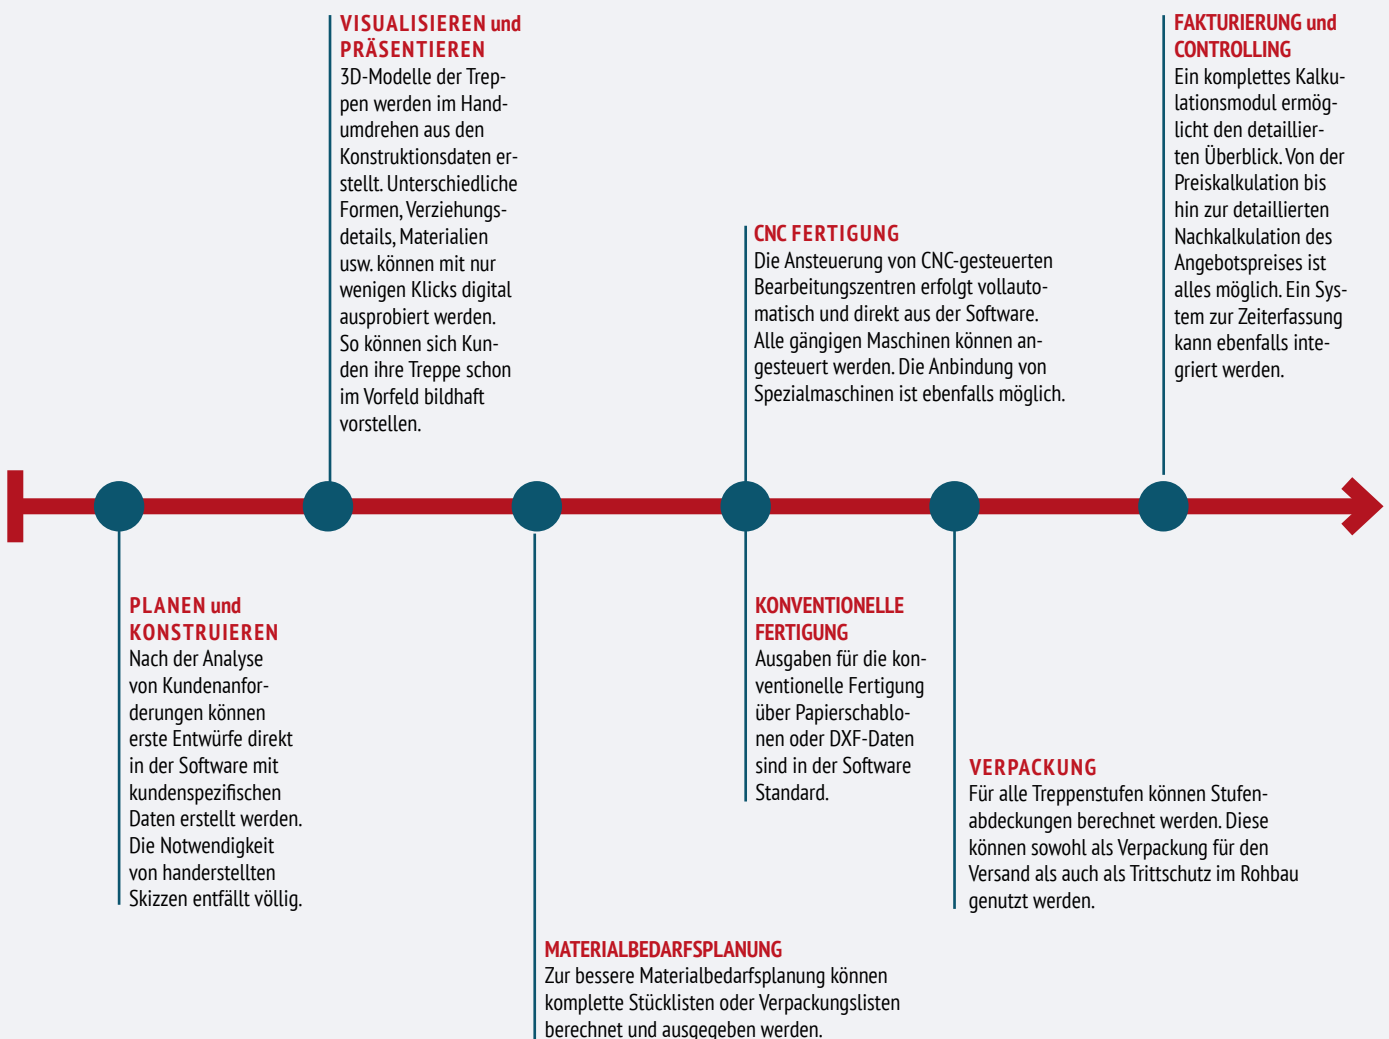 VISUALISIEREN und
PRÄSENTIEREN
3D-Modelle der Trep-
pen werden im Hand-
umdrehen aus den
Konstruktionsdaten er-
stellt. Unterschiedliche
Formen, Verziehungs-
details, Materialien
usw. können mit nur
wenigen Klicks digital
ausprobiert werden.
So können sich Kun-
den ihre Treppe schon
im Vorfeld bildhaft
vorstellen.
CNC FERTIGUNG
Die Ansteuerung von CNC-gesteuerten
Bearbeitungszentren erfolgt vollauto-
matisch und direkt aus der Software.
Alle gängigen Maschinen können an-
gesteuert werden. Die Anbindung von
Spezialmaschinen ist ebenfalls möglich.
FAKTURIERUNG und
CONTROLLING
Ein komplettes Kalku-
lationsmodul ermög-
licht den detaillier-
ten Überblick. Von der
Preiskalkulation bis
hin zur detaillierten
Nachkalkulation des
Angebotspreises ist
alles möglich. Ein Sys-
tem zur Zeiterfassung
kann ebenfalls inte-
griert werden.
PLANEN und
KONSTRUIEREN
Nach der Analyse
von Kundenanfor-
derungen können
erste Entwürfe direkt
in der Software mit
kundenspezifischen
Daten erstellt werden.
Die Notwendigkeit
von handerstellten
Skizzen entfällt völlig.
MATERIALBEDARFSPLANUNG
Zur bessere Materialbedarfsplanung können
komplette Stücklisten oder Verpackungslisten
berechnet und ausgegeben werden.
KONVENTIONELLE
FERTIGUNG
Ausgaben für die kon-
ventionelle Fertigung
über Papierschablo-
nen oder DXF-Daten
sind in der Software
Standard.
VERPACKUNG
Für alle Treppenstufen können Stufen-
abdeckungen berechnet werden. Diese
können sowohl als Verpackung für den
Versand als auch als Trittschutz im Rohbau
genutzt werden.